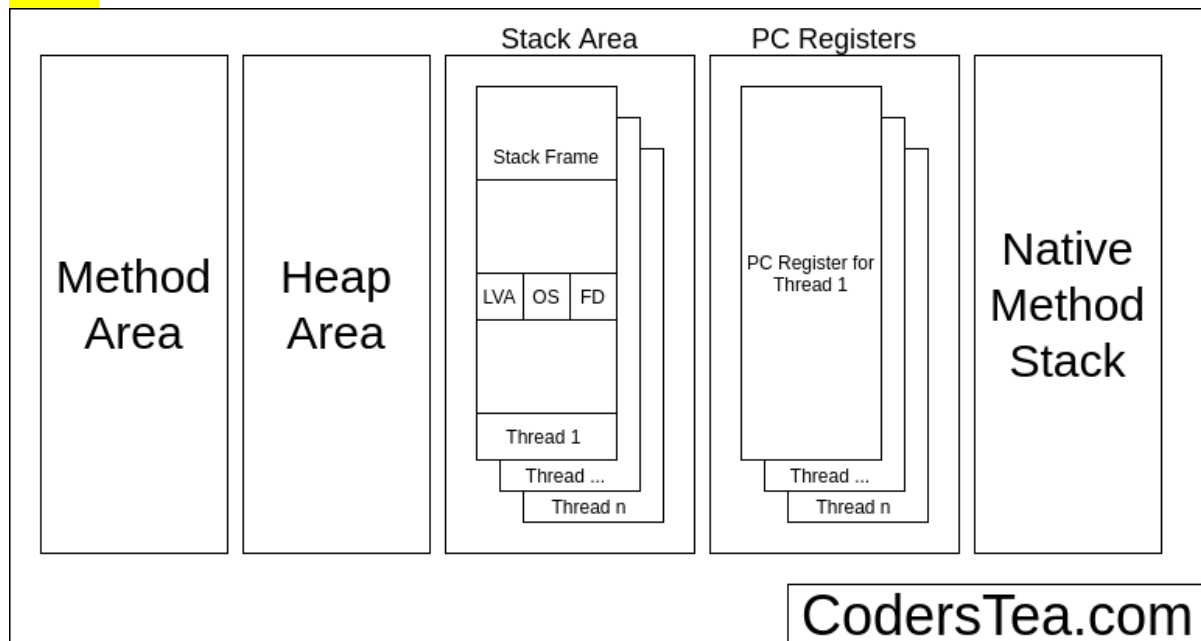 Stack Area
PC Registers
Method
Area
Heap
Area
Stack Frame
LVA
OS
FD
Thread 1
Thread ...
Thread n
PC Register for
Thread 1
Thread ...
Thread n
Native
Method
Stack
CodersTea.com